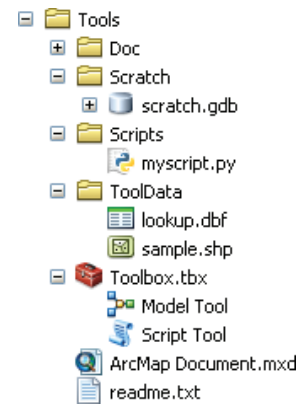 Tools
Doc
Scratch
scratch.gdb
Scripts
myscript.py
ToolData
lookup.dbf
sample.shp
Toolbox.tbx
Model Tool
Script Tool
ArcMap Document.mxd
readme.txt